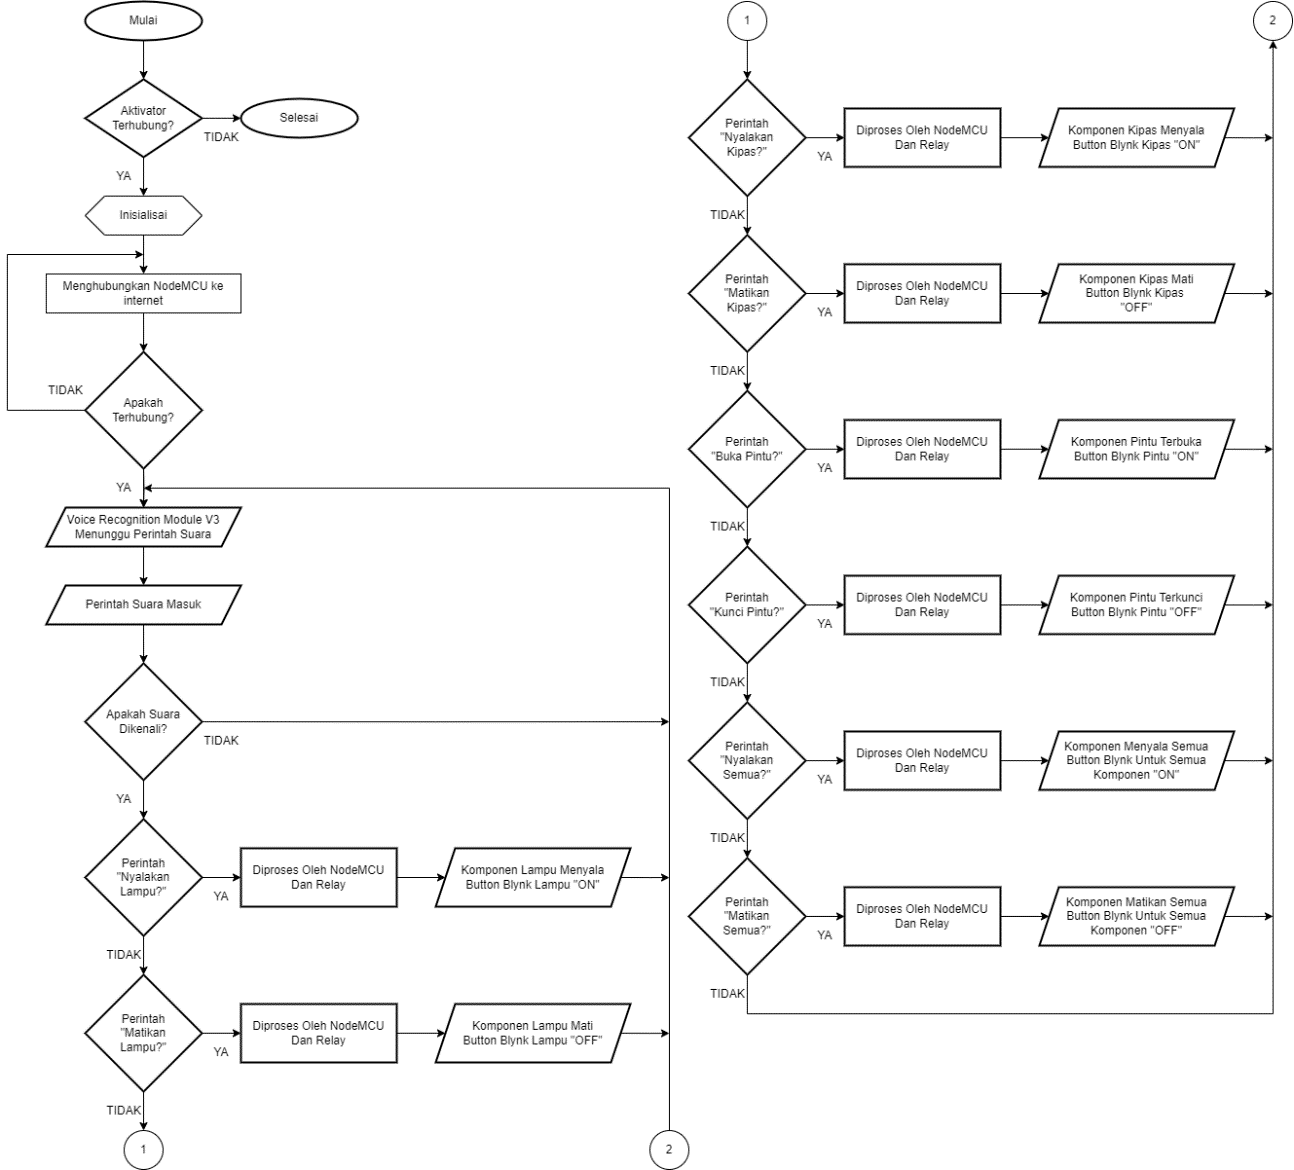 Mulai
Aktivator
Terhubung?
TIDAK
Selesai
YA
Inisialisai
Menghubungkan NodeMCU ke
internet
TIDAK
Apakah
Terhubung?
YA
Voice Recognition Module V3
Menunggu Perintah Suara
Perintah Suara Masuk
Apakah Suara
Dikenali?
TIDAK
YA
Perintah
"Nyalakan
Lampu?"
YA
Diproses Oleh NodeMCU
Dan Relay
Komponen Lampu Menyala
Button Blynk Lampu "ON"
TIDAK
Perintah
"Matikan
Lampu?"
YA
Diproses Oleh NodeMCU
Dan Relay
Komponen Lampu Mati
Button Blynk Lampu "OFF"
TIDAK
1
2
1
2
Perintah
"Nyalakan
Kipas?"
YA
Diproses Oleh NodeMCU
Dan Relay
Komponen Kipas Menyala
Button Blynk Kipas "ON"
TIDAK
Perintah
"Matikan
Kipas?"
YA
Diproses Oleh NodeMCU
Dan Relay
Komponen Kipas Mati
Button Blynk Kipas
"OFF"
TIDAK
Perintah
"Buka Pintu?"
YA
Diproses Oleh NodeMCU
Dan Relay
Komponen Pintu Terbuka
Button Blynk Pintu "ON"
TIDAK
Perintah
"Kunci Pintu?"
YA
Diproses Oleh NodeMCU
Dan Relay
Komponen Pintu Terkunci
Button Blynk Pintu "OFF"
TIDAK
Perintah
"Nyalakan
Semua?"
YA
Diproses Oleh NodeMCU
Dan Relay
Komponen Menyala Semua
Button Blynk Untuk Semua
Komponen "ON"
TIDAK
Perintah
"Matikan
Semua?"
YA
Diproses Oleh NodeMCU
Dan Relay
Komponen Matikan Semua
Button Blynk Untuk Semua
Komponen "OFF"
TIDAK